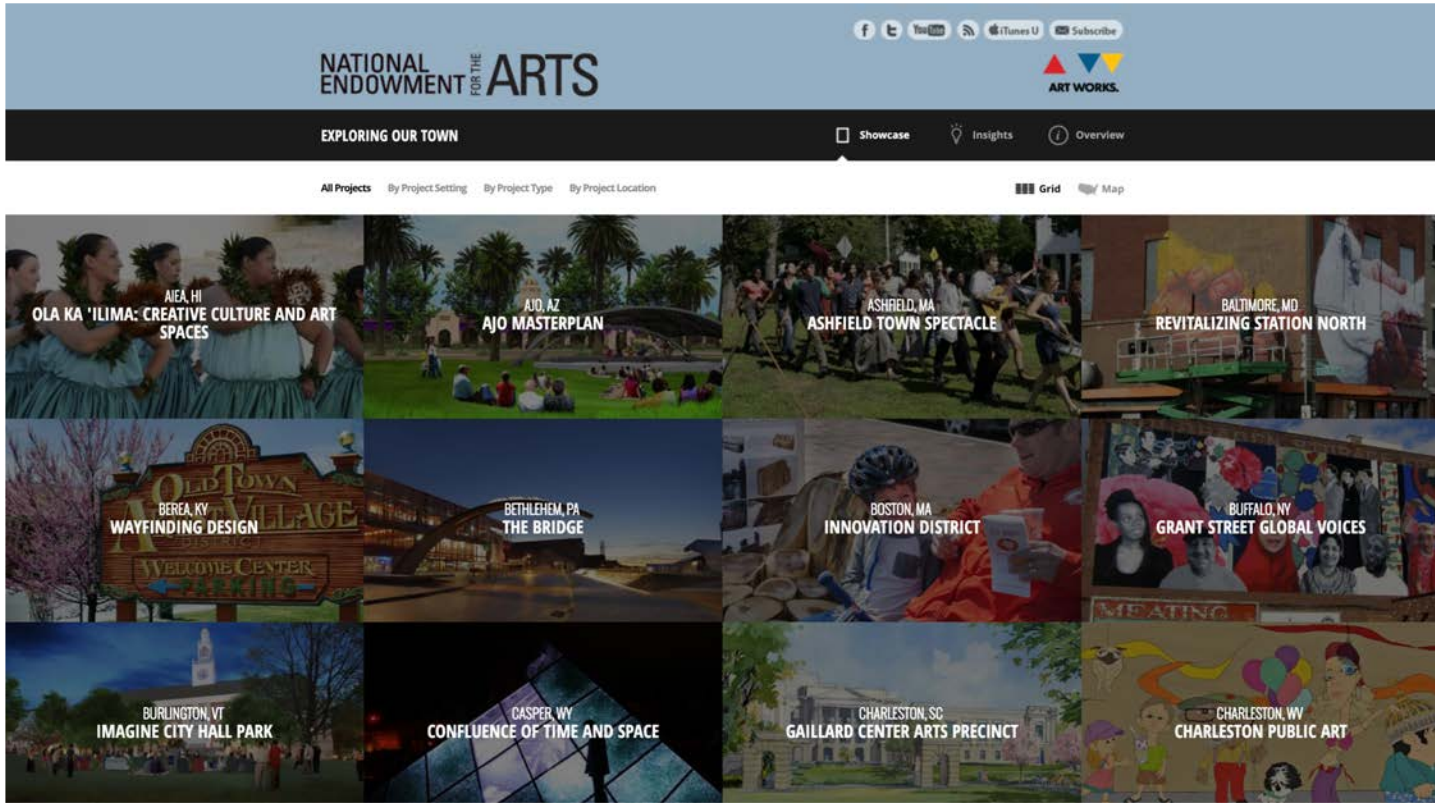 f t YouTube iTunes U Subscribe
NATIONAL
ENDOWMENT FOR THE ARTS
ART WORKS.
EXPLORING OUR TOWN
Showcase Insights i Overview
All Projects By Project Setting By Project Type By Project Location
Grid Map
AIEA, HI
OLA KA 'ILIMA: CREATIVE CULTURE AND ART
SPACES
AJO, AZ
AJO MASTERPLAN
ASHFIELD, MA
ASHFIELD TOWN SPECTACLE
BALTIMORE, MD
REVITALIZING STATION NORTH
OLD TOWN
VILLAGE
WELCOME CENTER
PARKING
BEREA, KY
WAYFINDING DESIGN
BETHLEHEM, PA
THE BRIDGE
BOSTON, MA
INNOVATION DISTRICT
BUFFALO, NY
GRANT STREET GLOBAL VOICES
MEATING
BURLINGTON, VT
IMAGINE CITY HALL PARK
CASPER, WY
CONFLUENCE OF TIME AND SPACE
CHARLESTON, SC
GAILLARD CENTER ARTS PRECINCT
CHARLESTON, WV
CHARLESTON PUBLIC ART